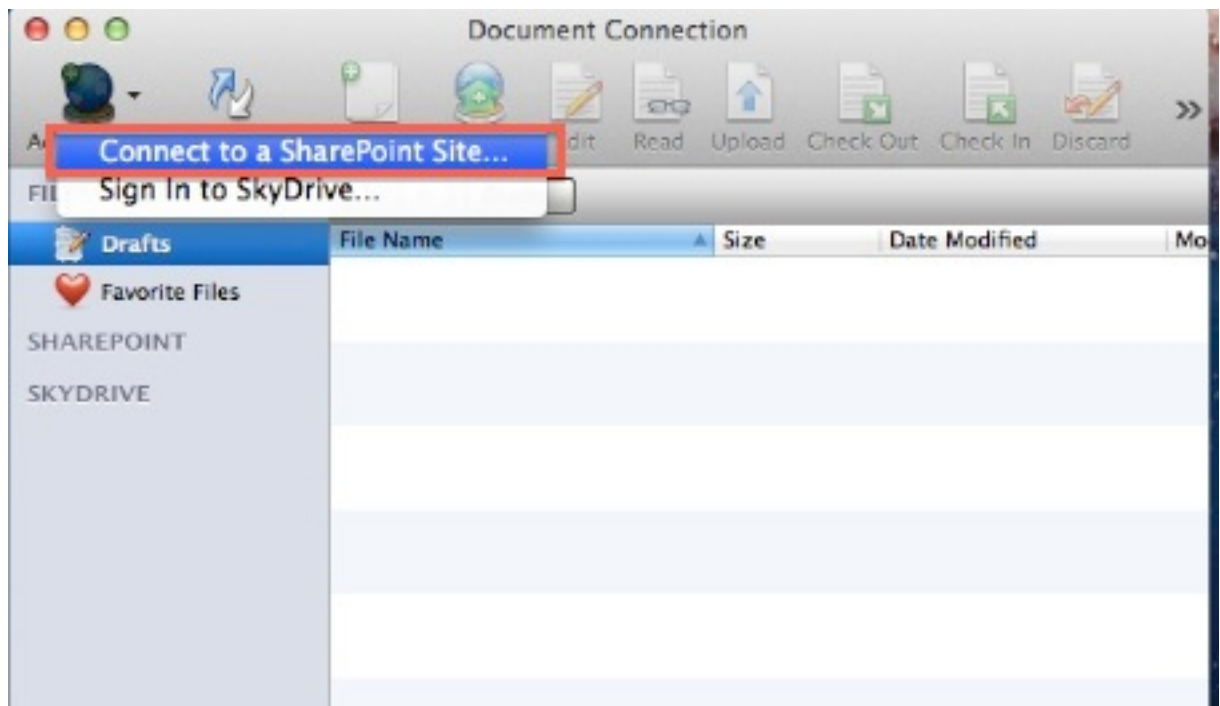 Document Connection
Read Upload Check Out Check In Discard
Connect to a SharePoint Site...
Sign In to SkyDrive...
Drafts
File Name Size Date Modified
Favorite Files
SHAREPOINT
SKYDRIVE